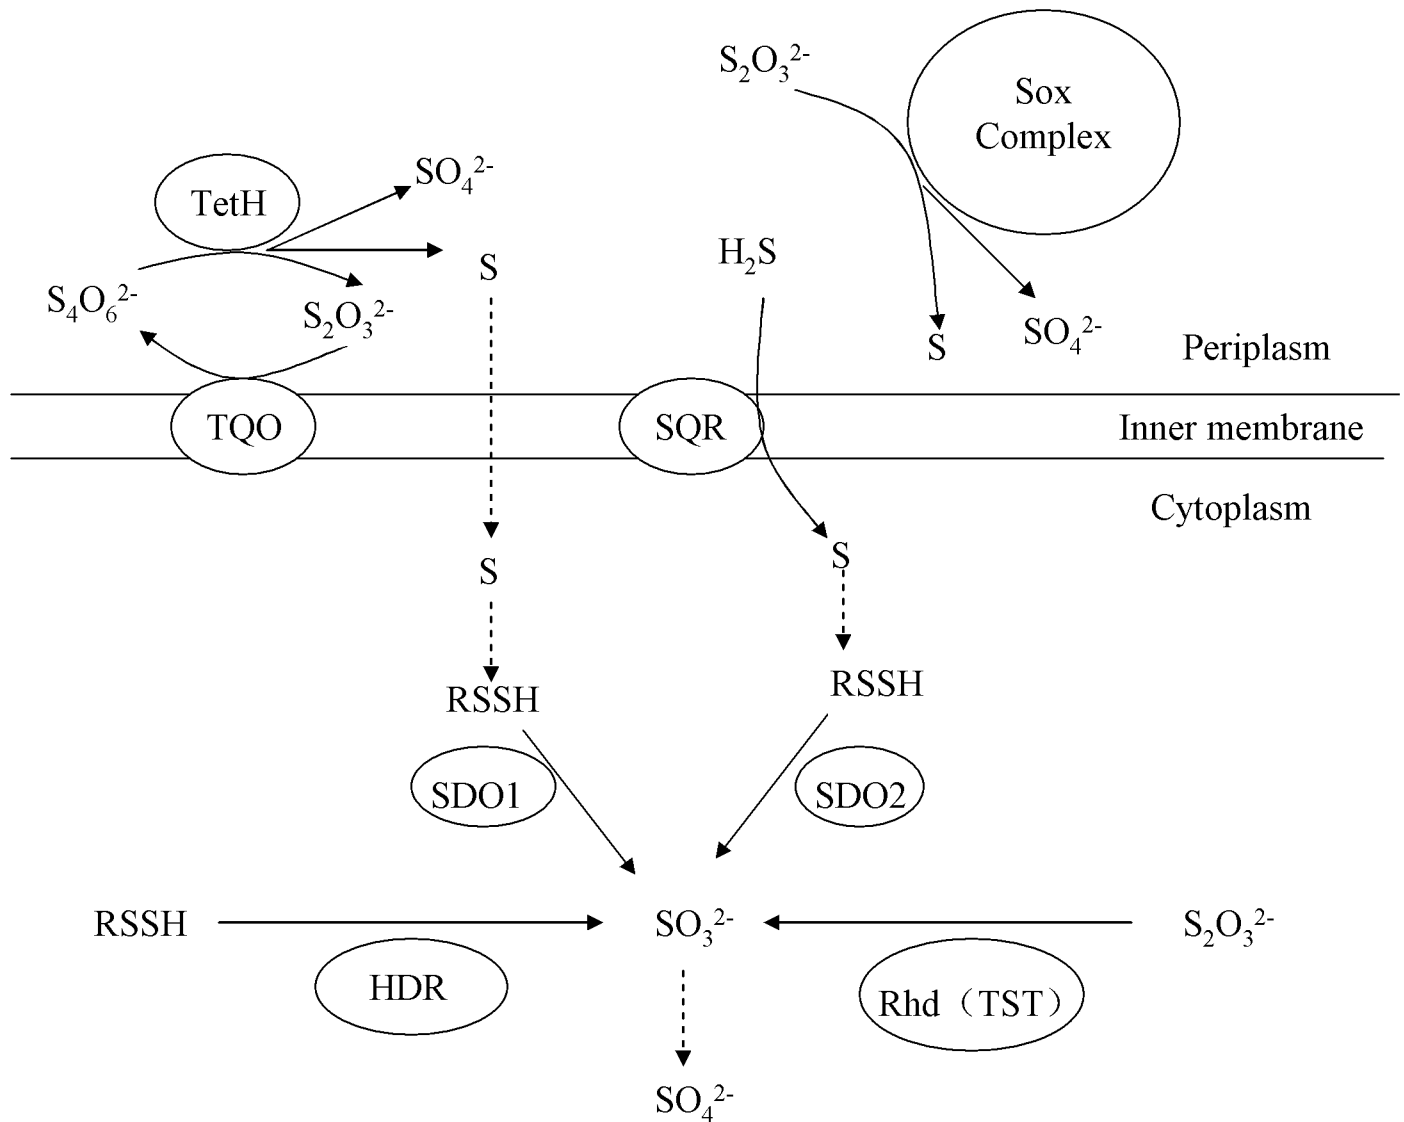 S₂O₃²⁻
Sox
Complex
SO₄²⁻
TetH
H₂S
S
S₄O₆²⁻
S₂O₃²⁻
S
SO₄²⁻
Periplasm
TQO
SQR
Inner membrane
Cytoplasm
S
S
RSSH
RSSH
SDO1
SDO2
RSSH
SO₃²⁻
S₂O₃²⁻
HDR
Rhd（TST）
SO₄²⁻